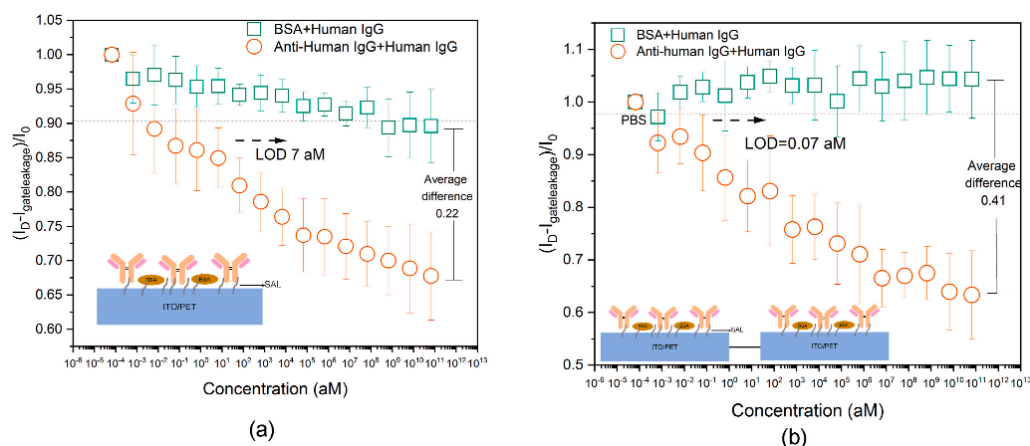 BSA+Human IgG
Anti-Human IgG+Human IgG
1.05
1.00
0.95
0.90
0.85
0.80
0.75
0.70
0.65
0.60
(I_D-I_gateleakage)/I_0
LOD 7 aM
Average
difference
0.22
BSA
BSA
SAL
ITO/PET
10^-5 10^-4 10^-3 10^-2 10^-1 10^0 10^1 10^2 10^3 10^4 10^5 10^6 10^7 10^8 10^9 10^10 10^11 10^12 10^13
Concentration (aM)
(a)
BSA+Human IgG
Anti-human IgG+Human IgG
1.1
1.0
0.9
0.8
0.7
0.6
0.5
(I_D-I_gateleakage)/I_0
PBS
LOD=0.07 aM
Average
difference
0.41
SAL
ITO/PET
ITO/PET
10^-6 10^-5 10^-4 10^-3 10^-2 10^-1 10^0 10^1 10^2 10^3 10^4 10^5 10^6 10^7 10^8 10^9 10^10 10^11 10^12 10^13
Concentration (aM)
(b)